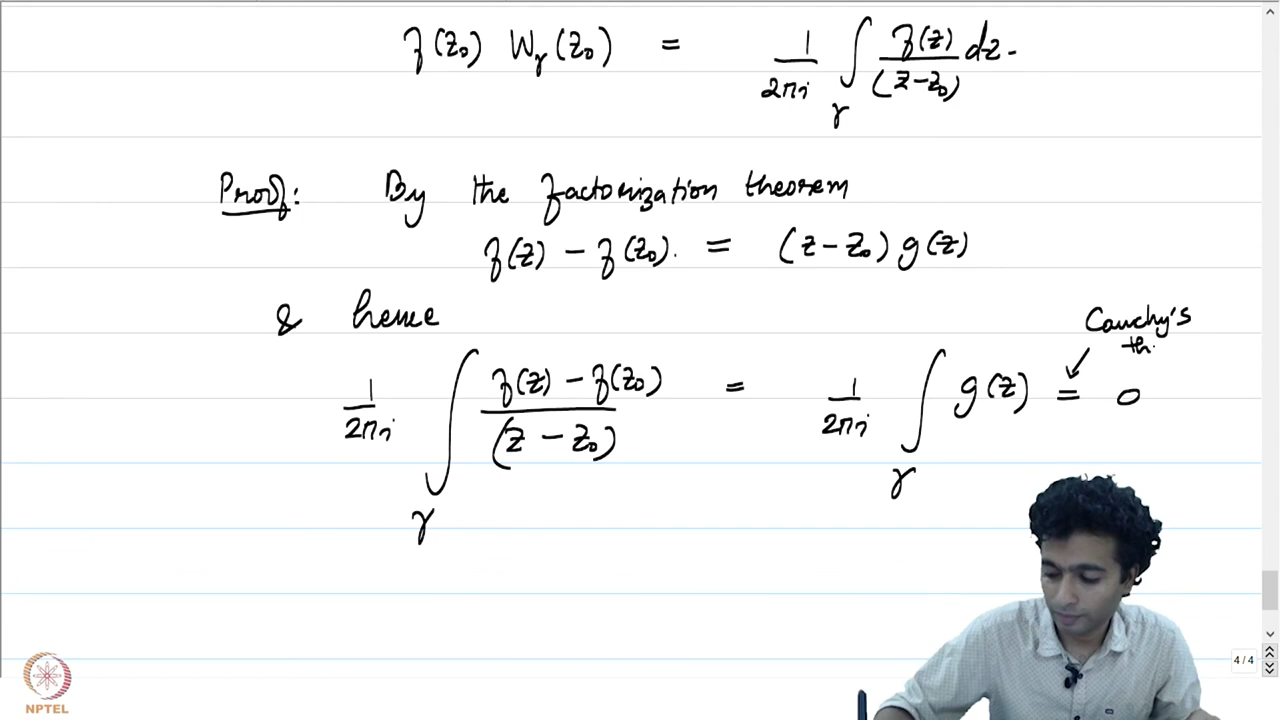 f(z₀) W_γ(z₀) = 1/2πi ∫_γ f(z)/(z-z₀) dz.
Proof: By the factorization theorem
f(z) - f(z₀). = (z-z₀) g(z)
& hence
Cauchy's
th.
1/2πi ∫_γ f(z) - f(z₀)/(z - z₀) = 1/2πi ∫_γ g(z) = 0
4 / 4
NPTEL